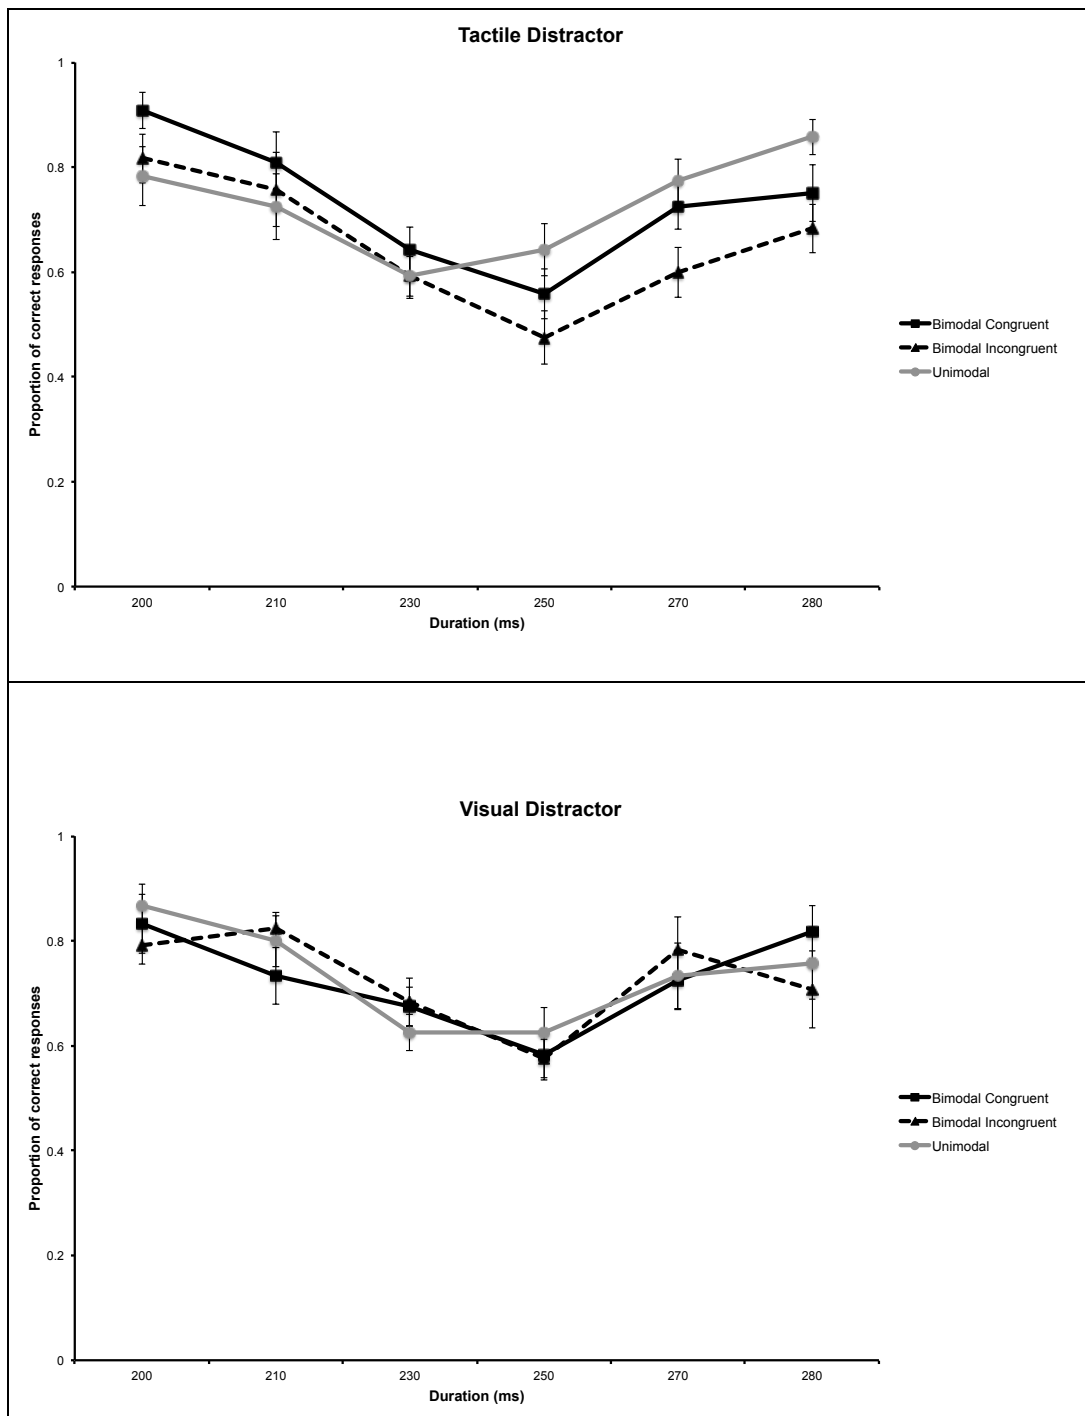 Tactile Distractor
1
0.8
0.6
0.4
0.2
0
Proportion of correct responses
200 210 230 250 270 280
Duration (ms)
Bimodal Congruent
Bimodal Incongruent
Unimodal
Visual Distractor
1
0.8
0.6
0.4
0.2
0
Proportion of correct responses
200 210 230 250 270 280
Duration (ms)
Bimodal Congruent
Bimodal Incongruent
Unimodal